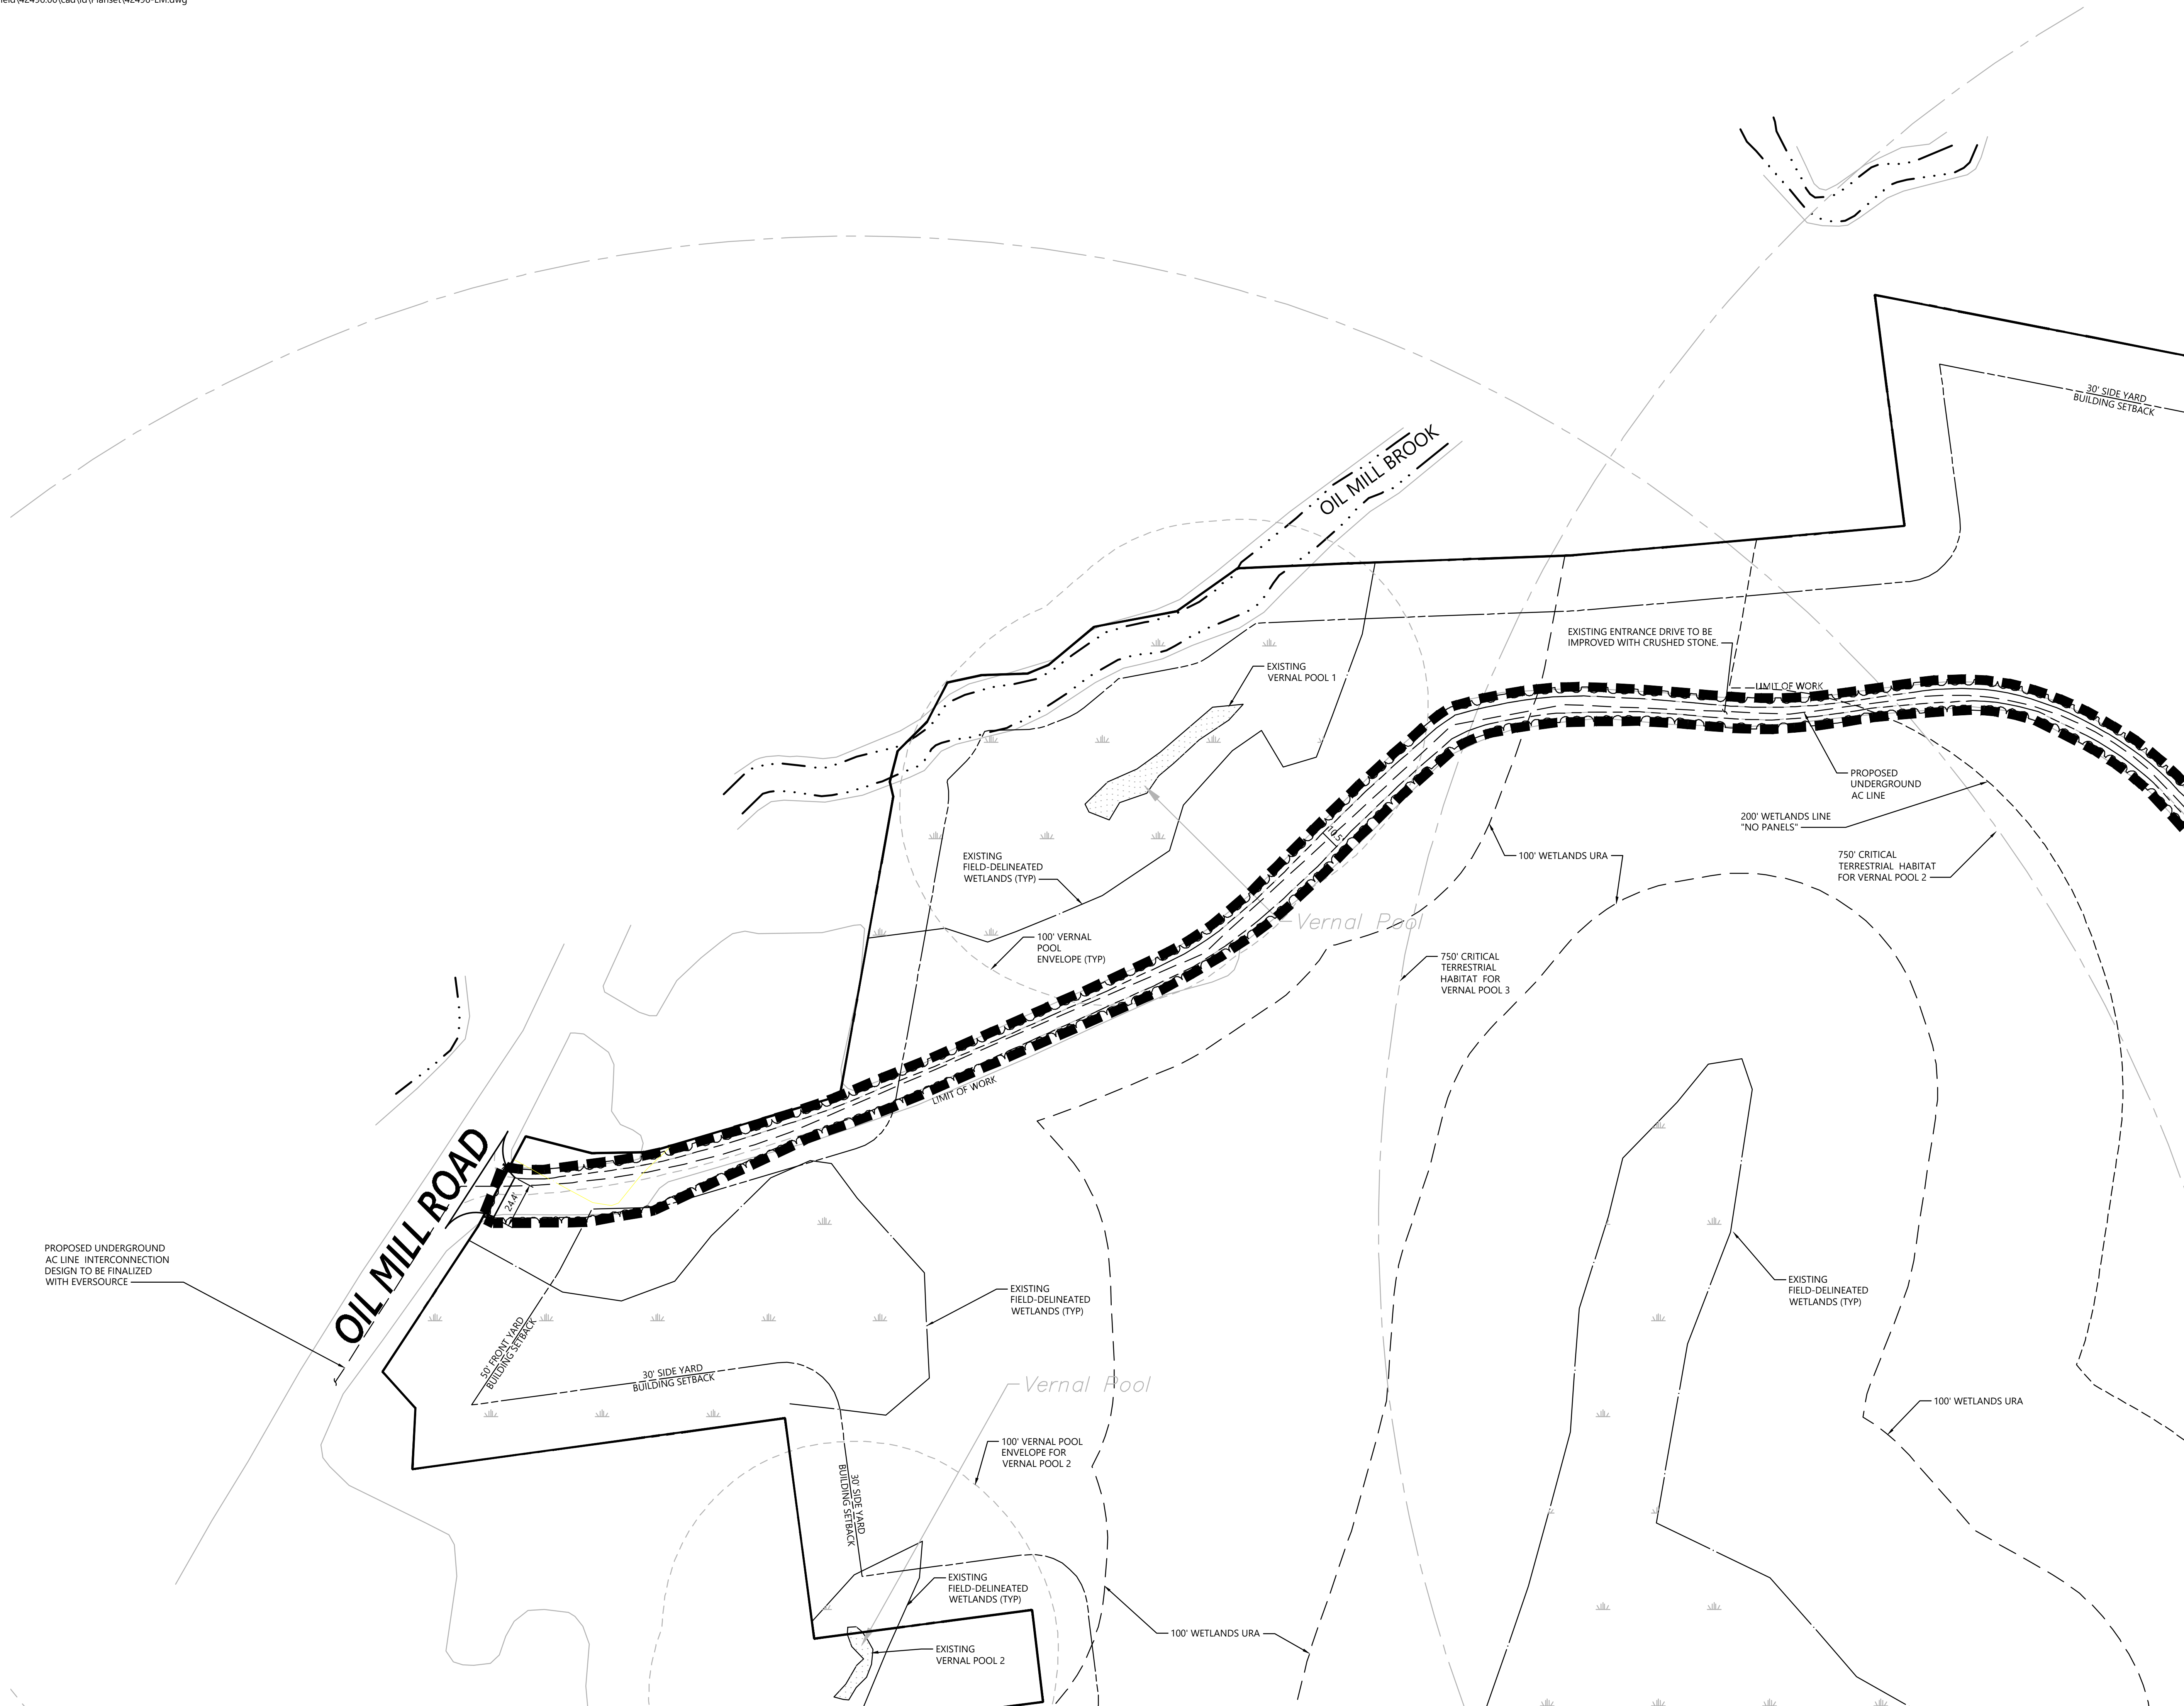 30' SIDE YARD
BUILDING SETBACK
OIL MILL BROOK
EXISTING ENTRANCE DRIVE TO BE
IMPROVED WITH CRUSHED STONE.
EXISTING
VERNAL POOL 1
LIMIT OF WORK
PROPOSED
UNDERGROUND
AC LINE
200' WETLANDS LINE
"NO PANELS"
10.5'
EXISTING
FIELD-DELINEATED
WETLANDS (TYP)
100' WETLANDS URA
750' CRITICAL
TERRESTRIAL HABITAT
FOR VERNAL POOL 2
Vernal Pool
100' VERNAL
POOL
ENVELOPE (TYP)
750' CRITICAL
TERRESTRIAL
HABITAT FOR
VERNAL POOL 3
LIMIT OF WORK
OIL MILL ROAD
24.4'
PROPOSED UNDERGROUND
AC LINE INTERCONNECTION
DESIGN TO BE FINALIZED
WITH EVERSOURCE
EXISTING
FIELD-DELINEATED
WETLANDS (TYP)
EXISTING
FIELD-DELINEATED
WETLANDS (TYP)
50' FRONT YARD
BUILDING SETBACK
30' SIDE YARD
BUILDING SETBACK
Vernal Pool
100' WETLANDS URA
100' VERNAL POOL
ENVELOPE FOR
VERNAL POOL 2
30' SIDE YARD
BUILDING SETBACK
EXISTING
FIELD-DELINEATED
WETLANDS (TYP)
100' WETLANDS URA
EXISTING
VERNAL POOL 2